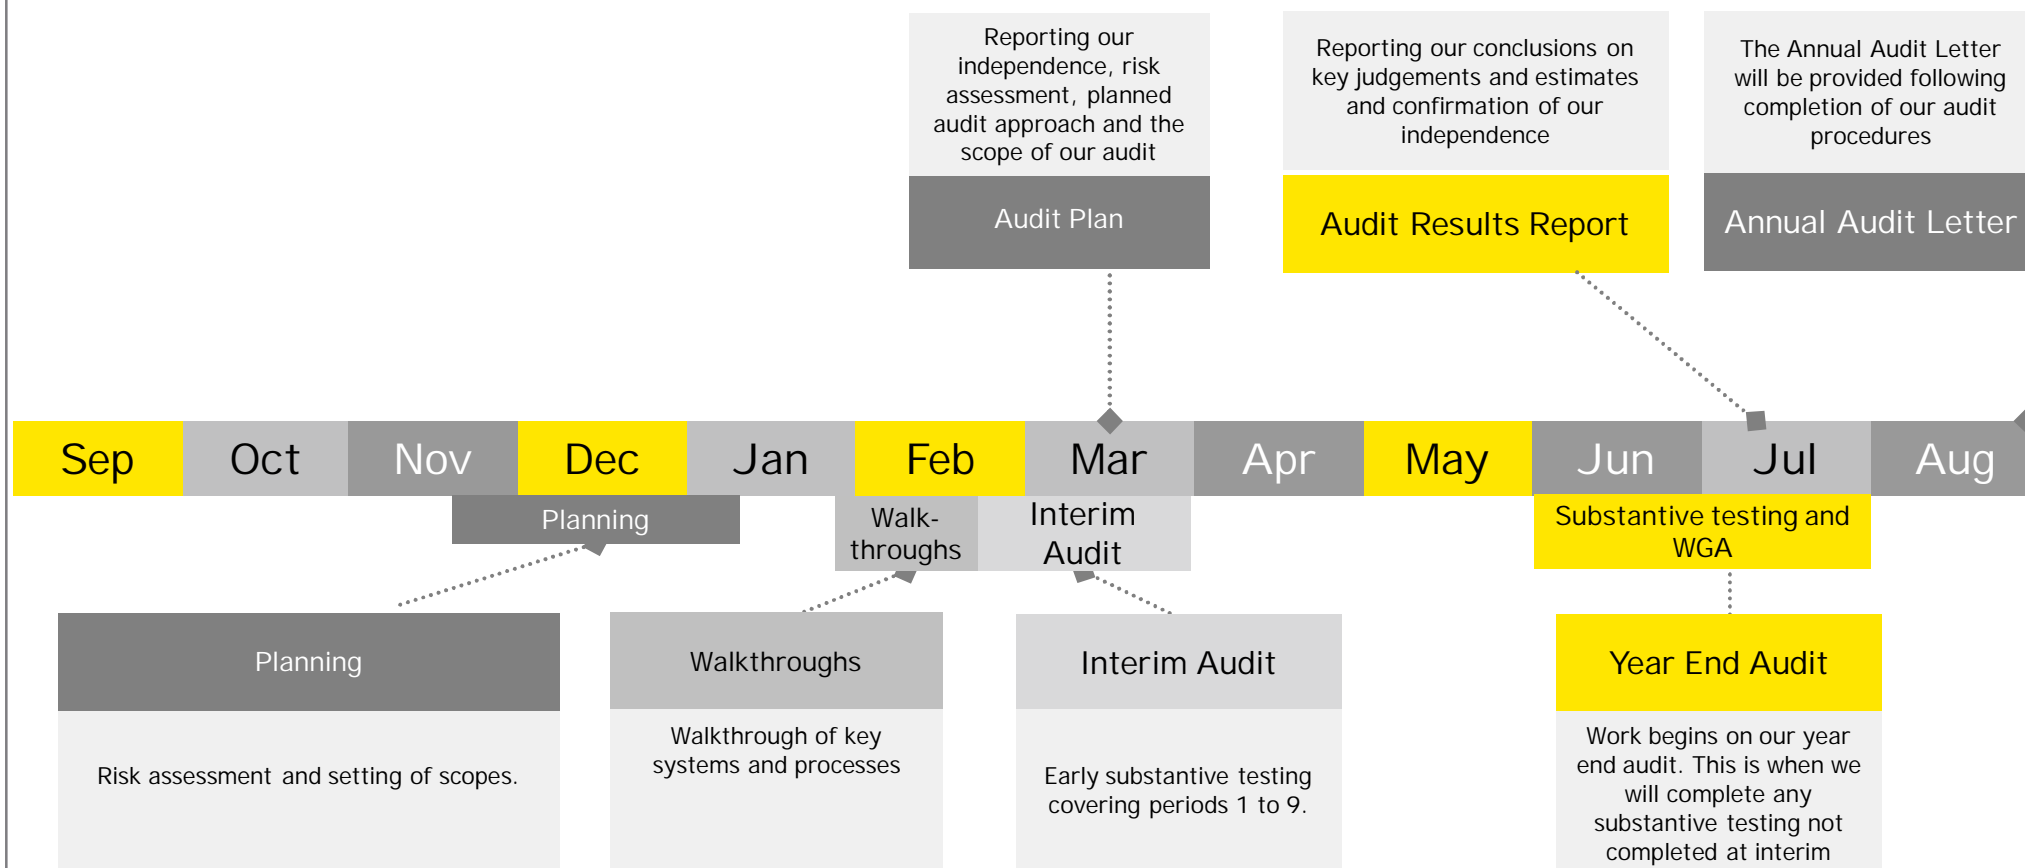 Reporting our
independence, risk
assessment, planned
audit approach and the
scope of our audit
Audit Plan
Reporting our conclusions on
key judgements and estimates
and confirmation of our
independence
Audit Results Report
The Annual Audit Letter
will be provided following
completion of our audit
procedures
Annual Audit Letter
Sep Oct Nov Dec Jan Feb Mar Apr May Jun Jul Aug
Planning
Walk-
throughs
Interim
Audit
Substantive testing and
WGA
Planning
Risk assessment and setting of scopes.
Walkthroughs
Walkthrough of key
systems and processes
Interim Audit
Early substantive testing
covering periods 1 to 9.
Year End Audit
Work begins on our year
end audit. This is when we
will complete any
substantive testing not
completed at interim